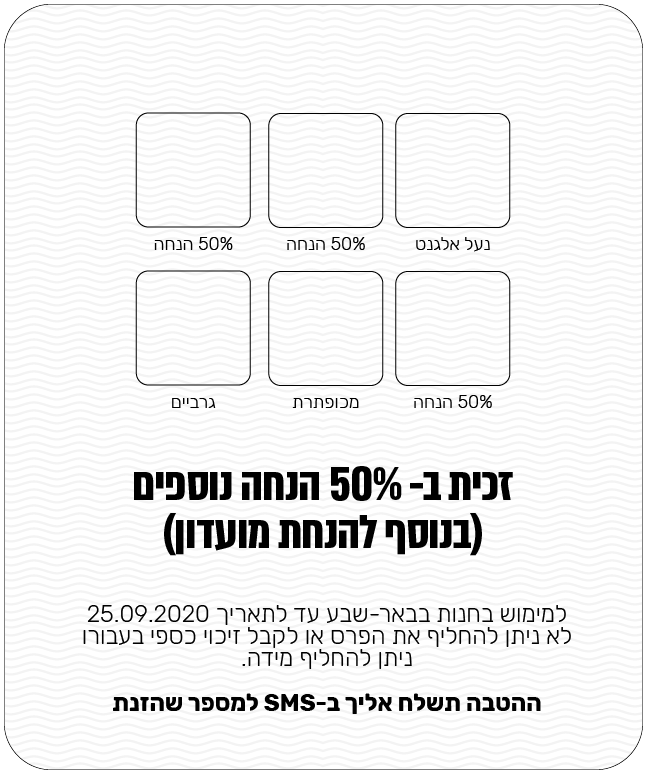 נעל אלגנט
50% הנחה
50% הנחה
50% הנחה
מכופתרת
גרביים
זכית ב- 50% הנחה נוספים
(בנוסף להנחת מועדון)
למימוש בחנות בבאר-שבע עד לתאריך 25.09.2020
לא ניתן להחליף את הפרס או לקבל זיכוי כספי בעבורו
ניתן להחליף מידה.
ההטבה תשלח אליך ב-SMS למספר שהזנת